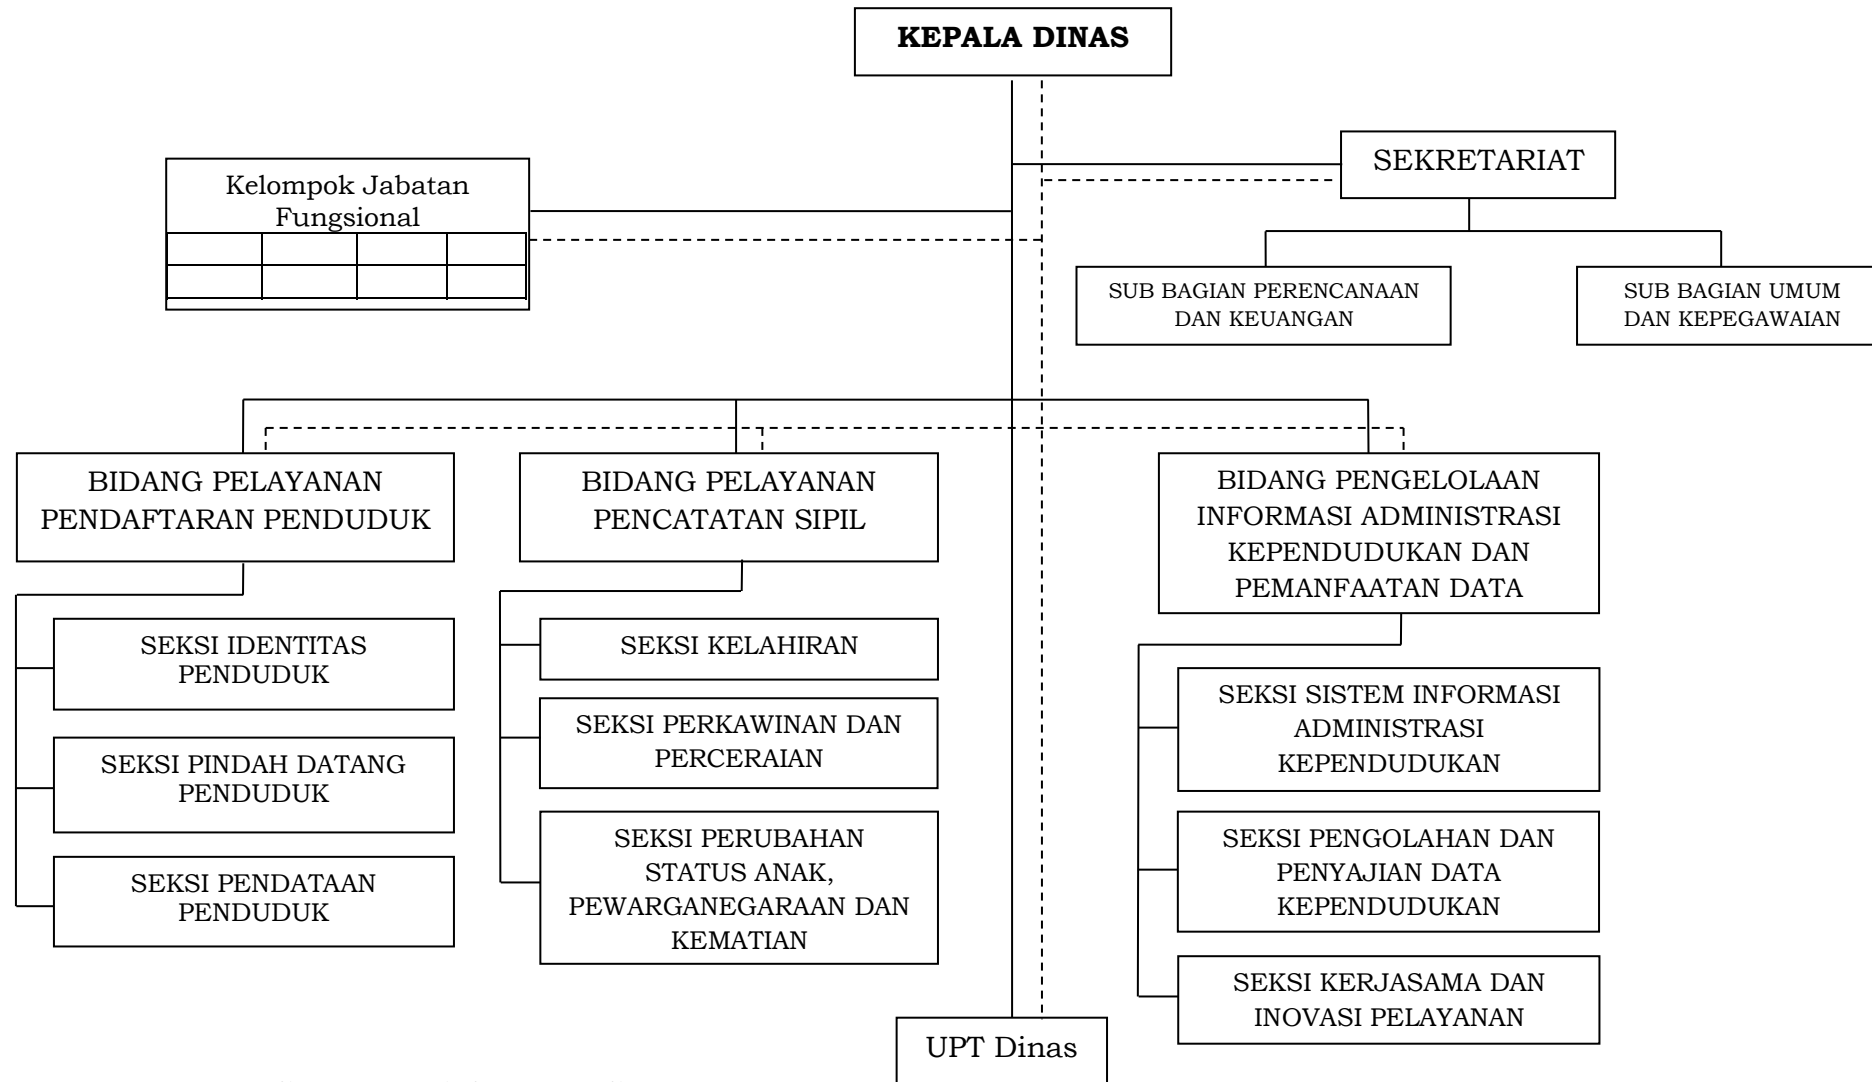 KEPALA DINAS
SEKRETARIAT
Kelompok Jabatan
Fungsional
SUB BAGIAN PERENCANAAN
DAN KEUANGAN
SUB BAGIAN UMUM
DAN KEPEGAWAIAN
BIDANG PELAYANAN
PENDAFTARAN PENDUDUK
BIDANG PELAYANAN
PENCATATAN SIPIL
BIDANG PENGELOLAAN
INFORMASI ADMINISTRASI
KEPENDUDUKAN DAN
PEMANFAATAN DATA
SEKSI IDENTITAS
PENDUDUK
SEKSI PINDAH DATANG
PENDUDUK
SEKSI PENDATAAN
PENDUDUK
SEKSI KELAHIRAN
SEKSI PERKAWINAN DAN
PERCERAIAN
SEKSI PERUBAHAN
STATUS ANAK,
PEWARGANEGARAAN DAN
KEMATIAN
SEKSI SISTEM INFORMASI
ADMINISTRASI
KEPENDUDUKAN
SEKSI PENGOLAHAN DAN
PENYAJIAN DATA
KEPENDUDUKAN
SEKSI KERJASAMA DAN
INOVASI PELAYANAN
UPT Dinas